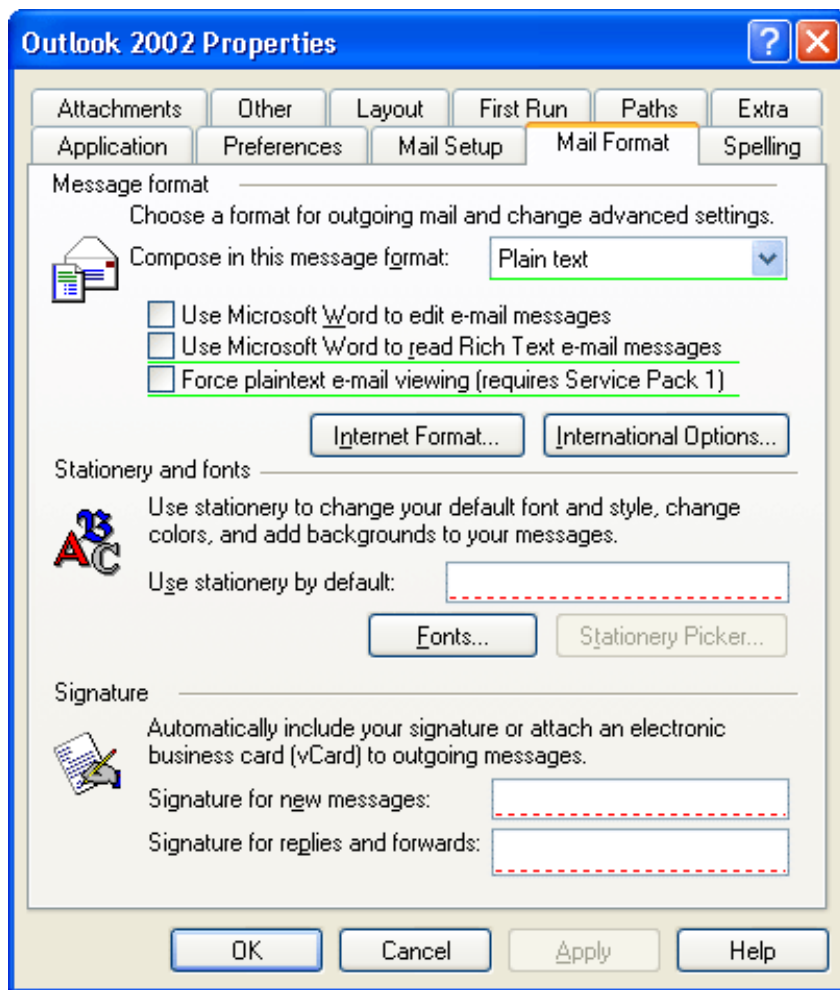 Outlook 2002 Properties
Attachments Other Layout First Run Paths Extra
Application Preferences Mail Setup Mail Format Spelling
Message format
Choose a format for outgoing mail and change advanced settings.
Compose in this message format: Plain text
Use Microsoft Word to edit e-mail messages
Use Microsoft Word to read Rich Text e-mail messages
Force plaintext e-mail viewing (requires Service Pack 1)
Internet Format... International Options...
Stationery and fonts
Use stationery to change your default font and style, change
colors, and add backgrounds to your messages.
Use stationery by default:
Fonts... Stationery Picker...
Signature
Automatically include your signature or attach an electronic
business card (vCard) to outgoing messages.
Signature for new messages:
Signature for replies and forwards:
OK Cancel Apply Help